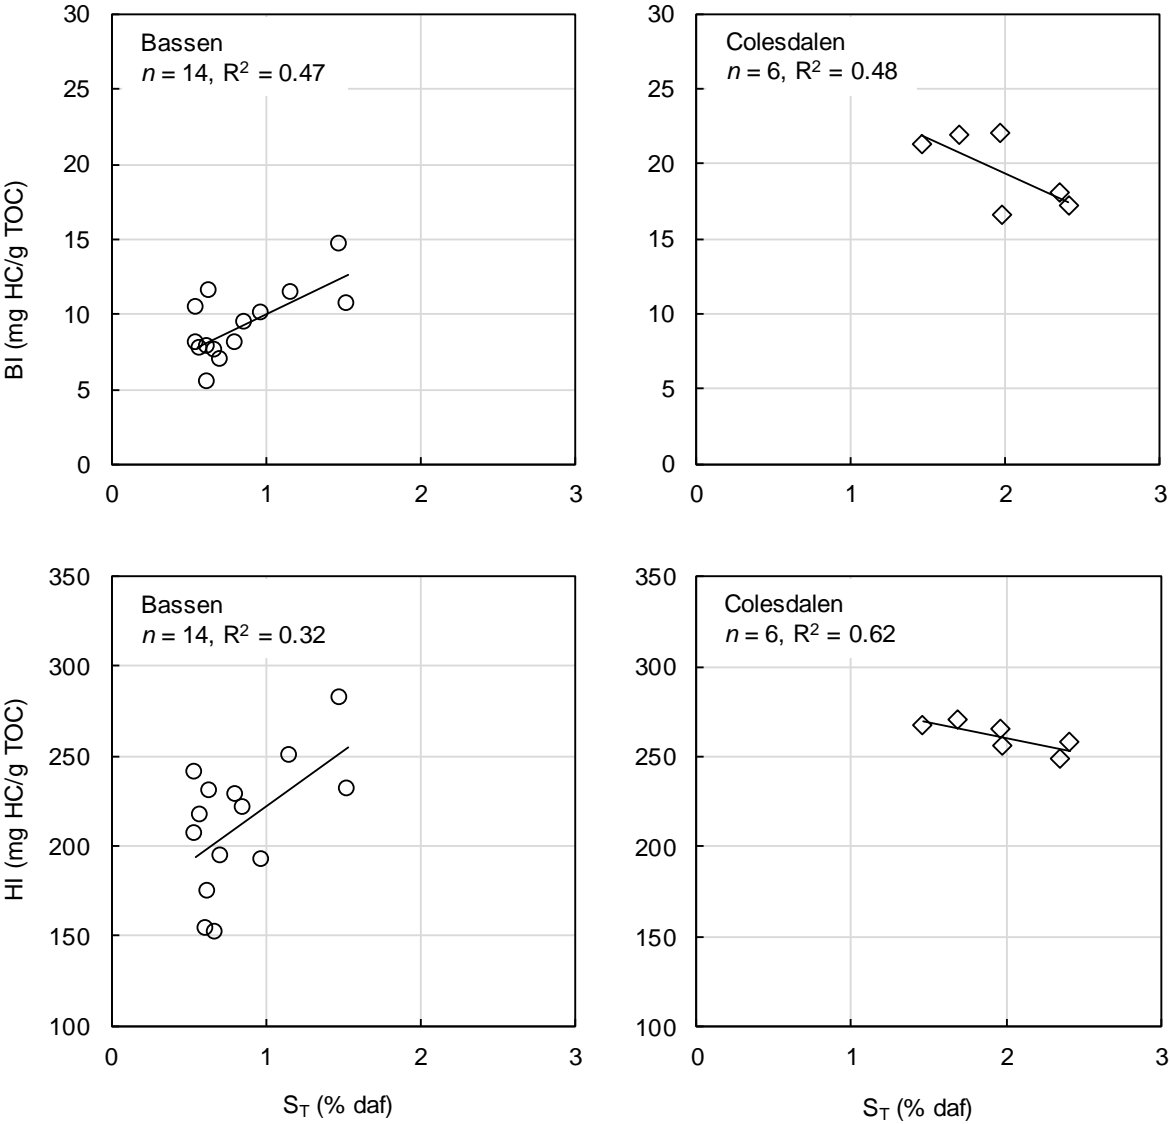 Bassen
n = 14, R² = 0.47
30
25
20
15
10
5
0
0 1 2 3
BI (mg HC/g TOC)
Colesdalen
n = 6, R² = 0.48
30
25
20
15
10
5
0
0 1 2 3
Bassen
n = 14, R² = 0.32
350
300
250
200
150
100
0 1 2 3
HI (mg HC/g TOC)
S_T (% daf)
Colesdalen
n = 6, R² = 0.62
350
300
250
200
150
100
0 1 2 3
S_T (% daf)